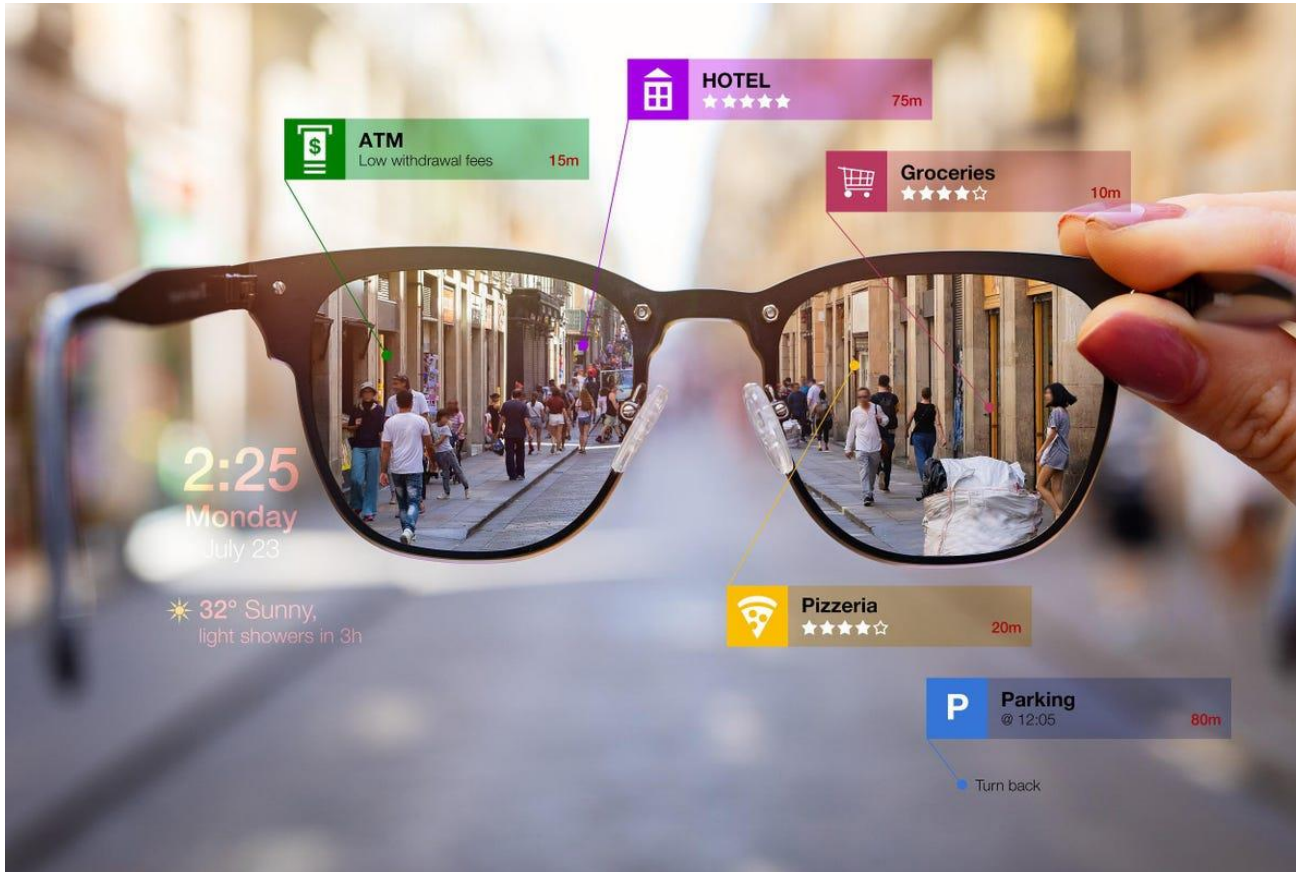 HOTEL
75m
ATM
Low withdrawal fees
15m
Groceries
10m
2:25
Monday
July 23
32° Sunny,
light showers in 3h
Pizzeria
20m
P
Parking
@ 12:05
80m
Turn back